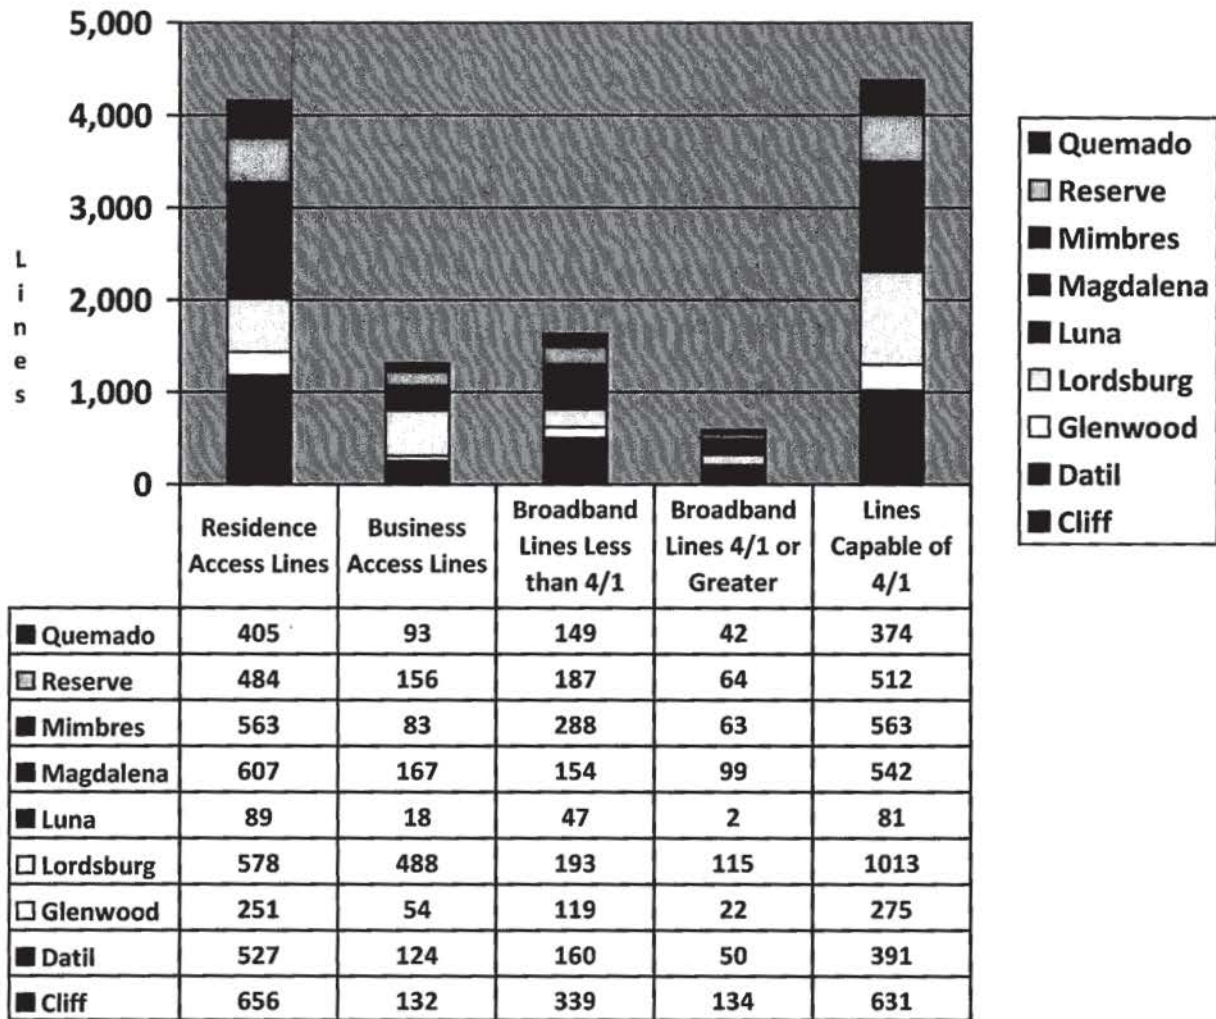 5,000
4,000
3,000
2,000
1,000
0
Lines
Quemado
Reserve
Mimbres
Magdalena
Luna
Lordsburg
Glenwood
Datil
Cliff
Residence Access Lines | Business Access Lines | Broadband Lines Less than 4/1 | Broadband Lines 4/1 or Greater | Lines Capable of 4/1
Quemado 405 93 149 42 374
Reserve 484 156 187 64 512
Mimbres 563 83 288 63 563
Magdalena 607 167 154 99 542
Luna 89 18 47 2 81
Lordsburg 578 488 193 115 1013
Glenwood 251 54 119 22 275
Datil 527 124 160 50 391
Cliff 656 132 339 134 631